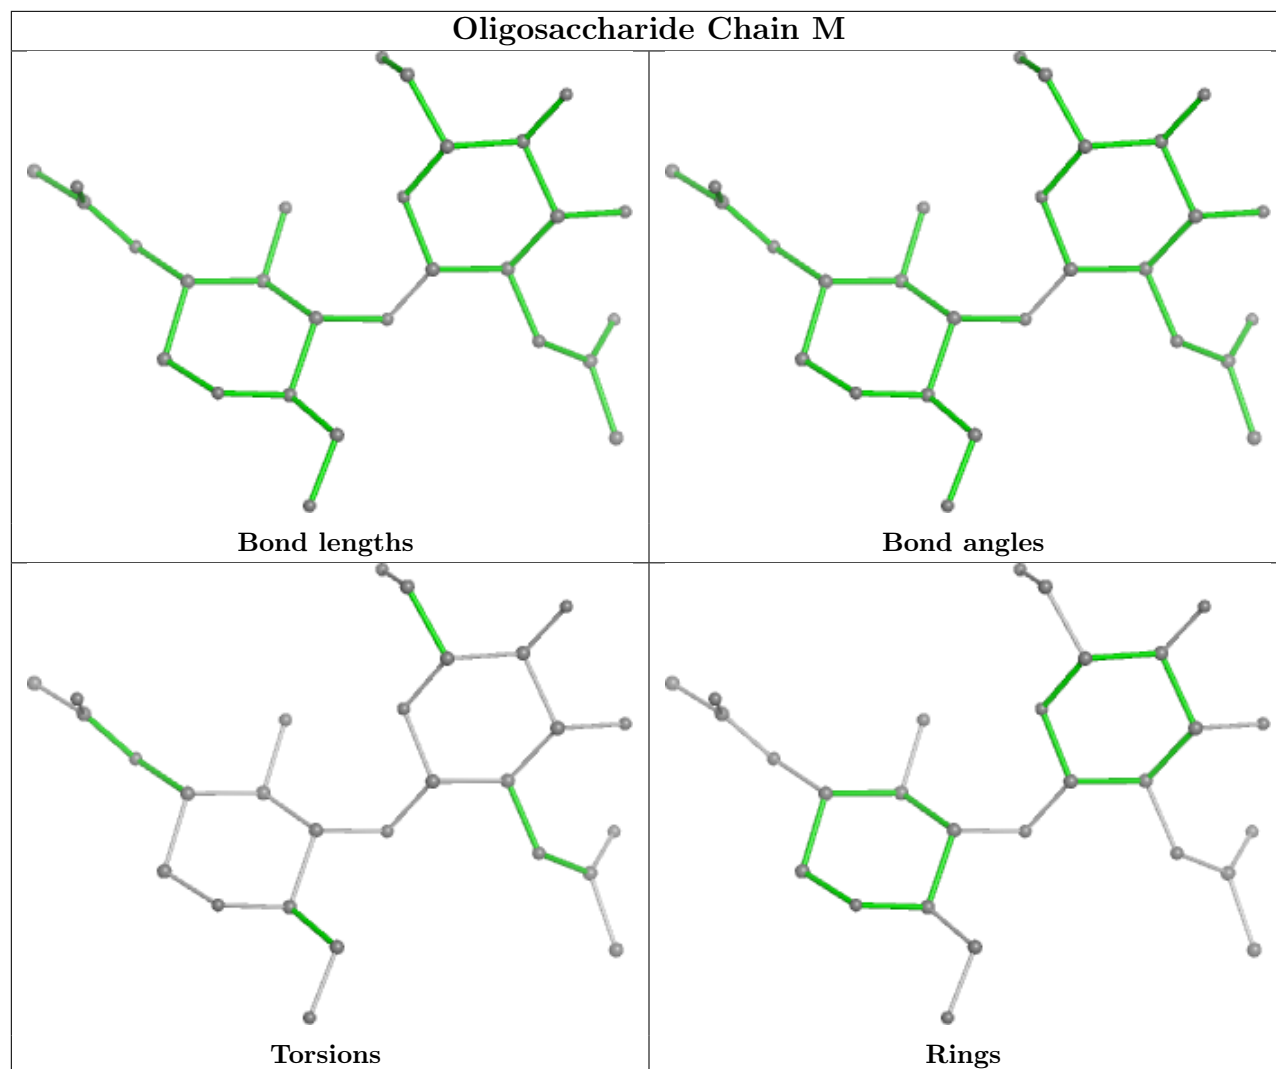 Oligosaccharide Chain M
Bond lengths
Bond angles
Torsions
Rings